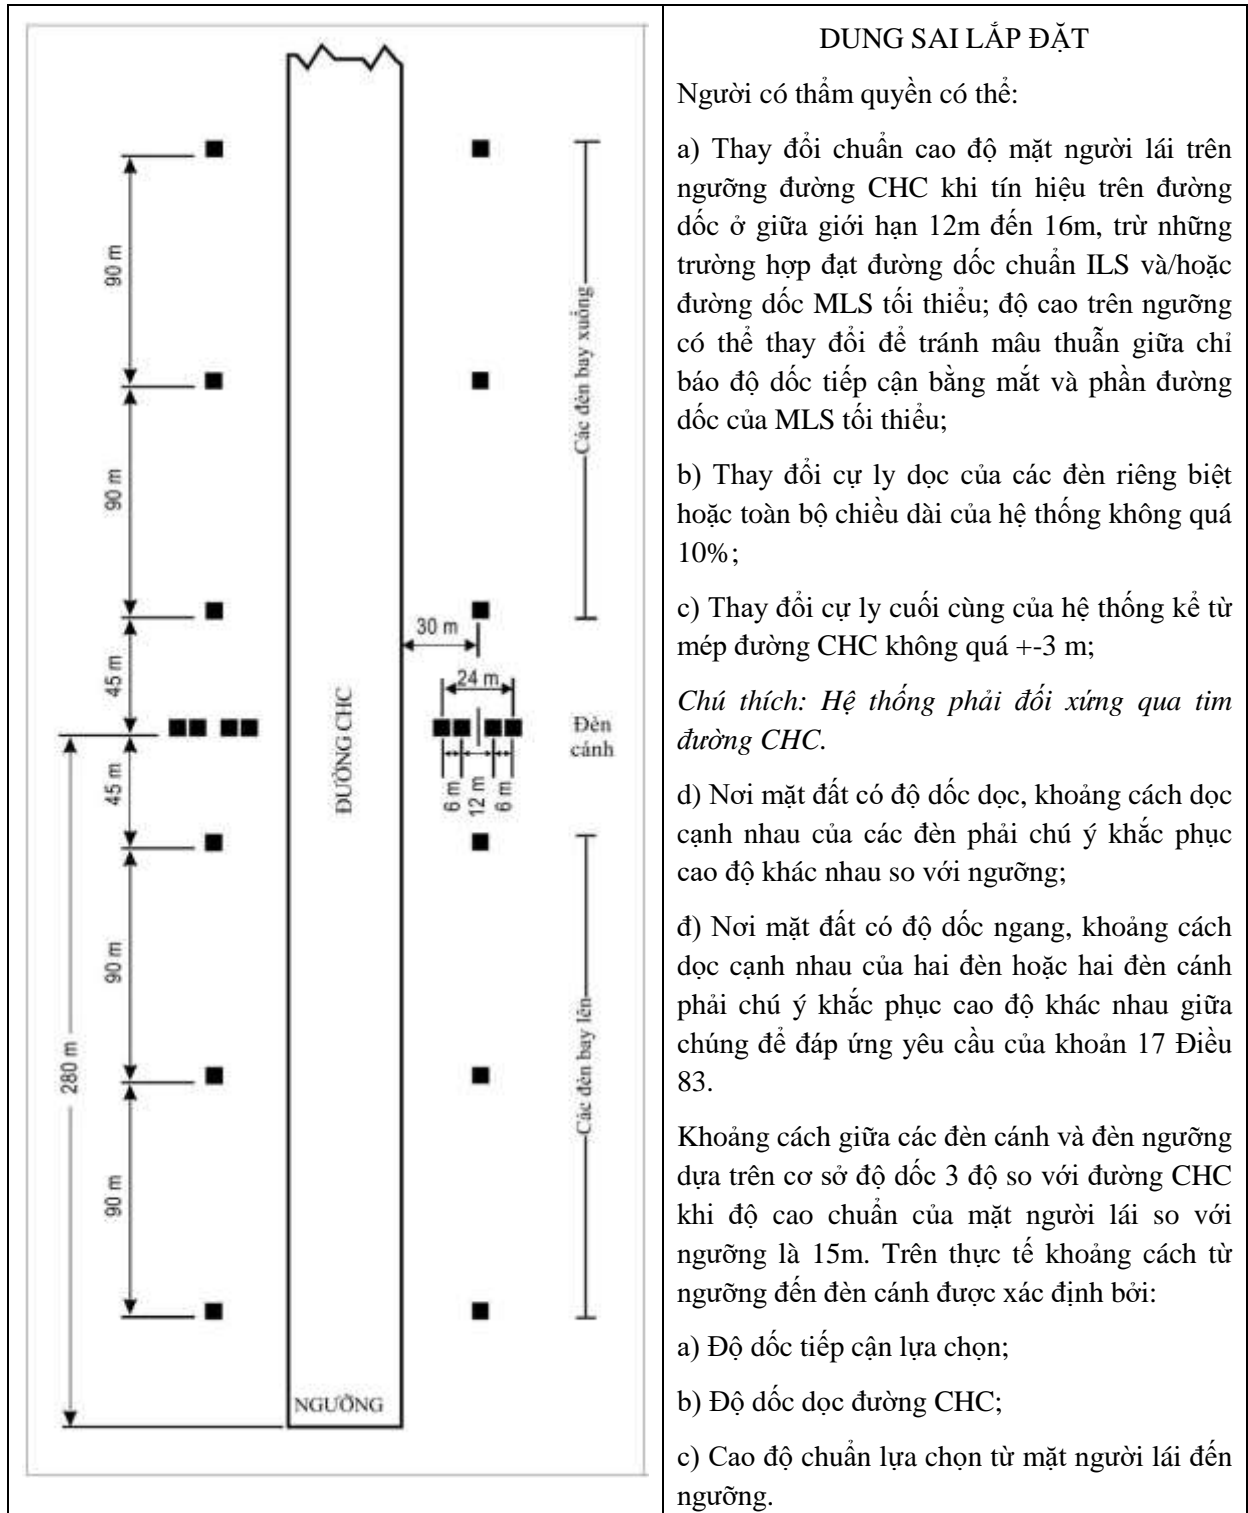 90 m
90 m
45 m
45 m
90 m
90 m
280 m
ĐƯỜNG CHC
NGƯỠNG
30 m
24 m
6 m
12 m
6 m
Các đèn bay xuống
Đèn
cánh
Các đèn bay lên
DUNG SAI LẮP ĐẶT
Người có thẩm quyền có thể:
a) Thay đổi chuẩn cao độ mặt người lái trên
ngưỡng đường CHC khi tín hiệu trên đường
dốc ở giữa giới hạn 12m đến 16m, trừ những
trường hợp đạt đường dốc chuẩn ILS và/hoặc
đường dốc MLS tối thiểu; độ cao trên ngưỡng
có thể thay đổi để tránh mâu thuẫn giữa chỉ
báo độ dốc tiếp cận bằng mắt và phần đường
dốc của MLS tối thiểu;
b) Thay đổi cự ly dọc của các đèn riêng biệt
hoặc toàn bộ chiều dài của hệ thống không quá
10%;
c) Thay đổi cự ly cuối cùng của hệ thống kể từ
mép đường CHC không quá +-3 m;
Chú thích: Hệ thống phải đối xứng qua tim
đường CHC.
d) Nơi mặt đất có độ dốc dọc, khoảng cách dọc
cạnh nhau của các đèn phải chú ý khắc phục
cao độ khác nhau so với ngưỡng;
đ) Nơi mặt đất có độ dốc ngang, khoảng cách
dọc cạnh nhau của hai đèn hoặc hai đèn cánh
phải chú ý khắc phục cao độ khác nhau giữa
chúng để đáp ứng yêu cầu của khoản 17 Điều
83.
Khoảng cách giữa các đèn cánh và đèn ngưỡng
dựa trên cơ sở độ dốc 3 độ so với đường CHC
khi độ cao chuẩn của mặt người lái so với
ngưỡng là 15m. Trên thực tế khoảng cách từ
ngưỡng đến đèn cánh được xác định bởi:
a) Độ dốc tiếp cận lựa chọn;
b) Độ dốc dọc đường CHC;
c) Cao độ chuẩn lựa chọn từ mặt người lái đến
ngưỡng.